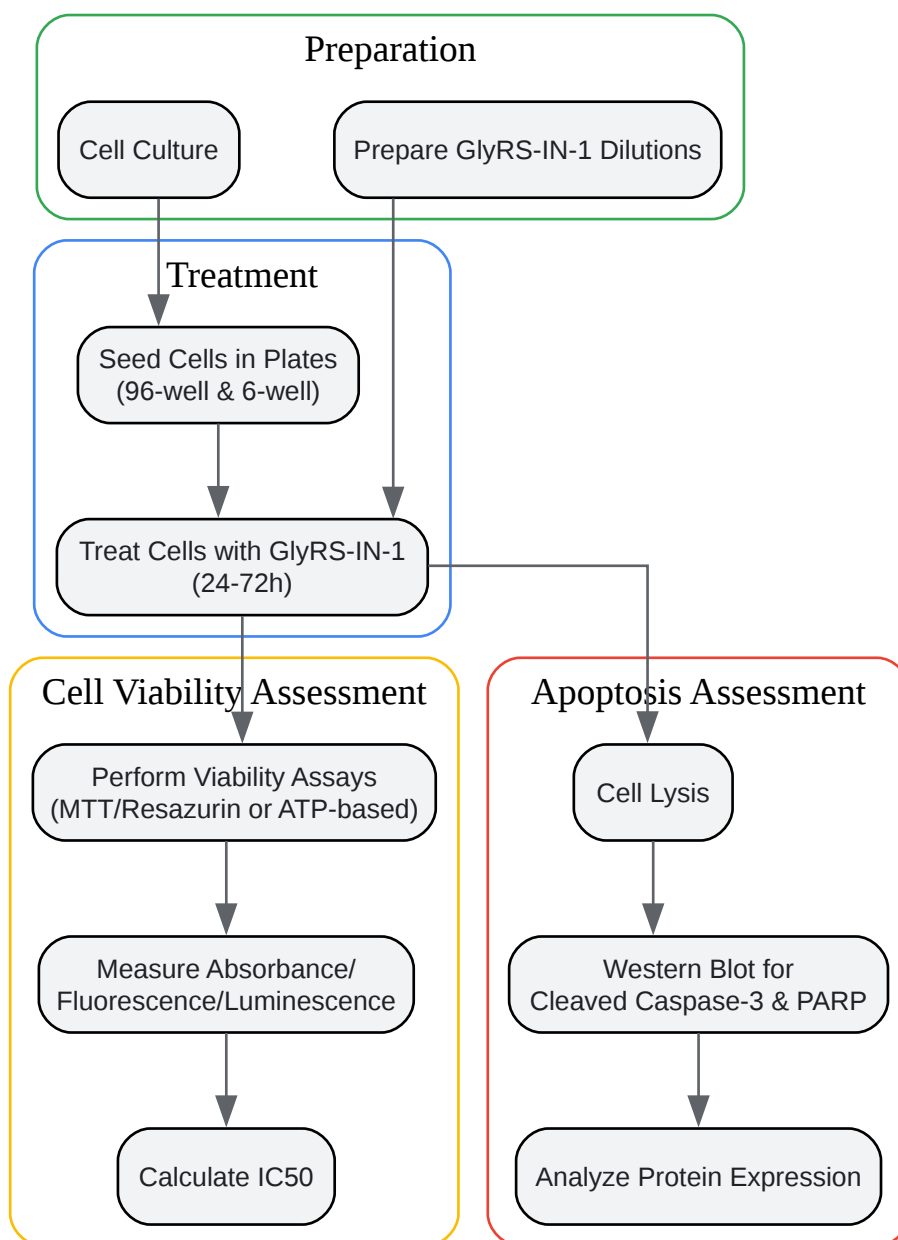 Preparation
Cell Culture
Prepare GlyRS-IN-1 Dilutions
Treatment
Seed Cells in Plates
(96-well & 6-well)
Treat Cells with GlyRS-IN-1
(24-72h)
Cell Viability Assessment
Perform Viability Assays
(MTT/Resazurin or ATP-based)
Measure Absorbance/
Fluorescence/Luminescence
Calculate IC50
Apoptosis Assessment
Cell Lysis
Western Blot for
Cleaved Caspase-3 & PARP
Analyze Protein Expression